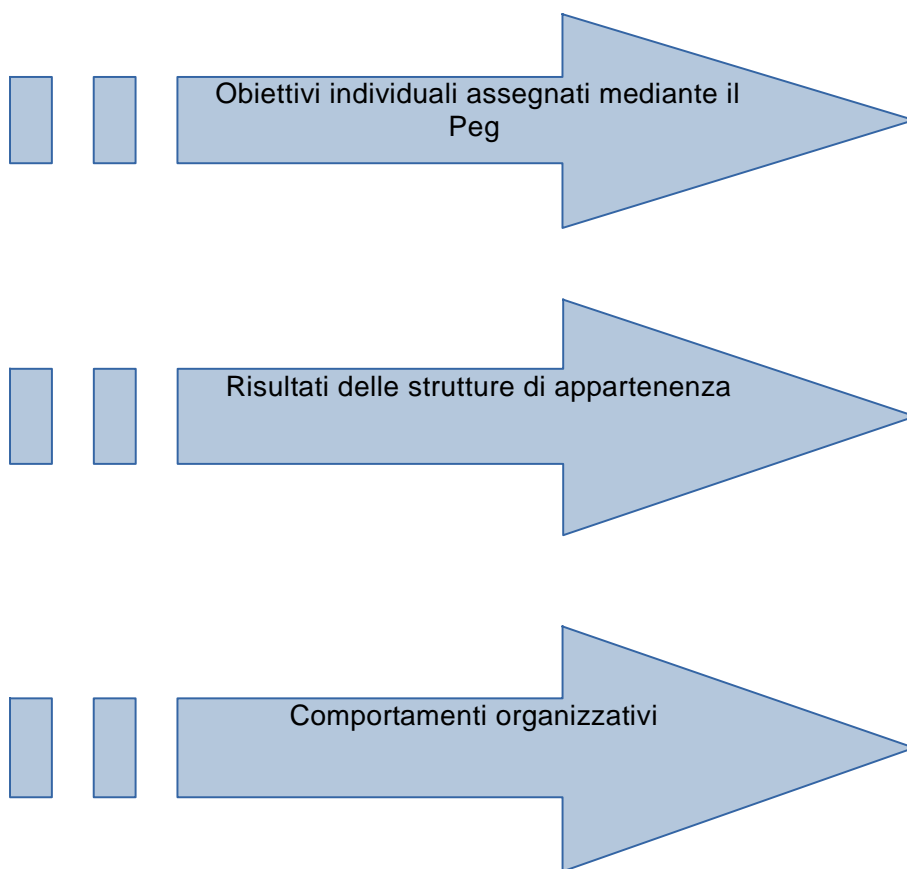 Obiettivi individuali assegnati mediante il
Peg
Risultati delle strutture di appartenenza
Comportamenti organizzativi